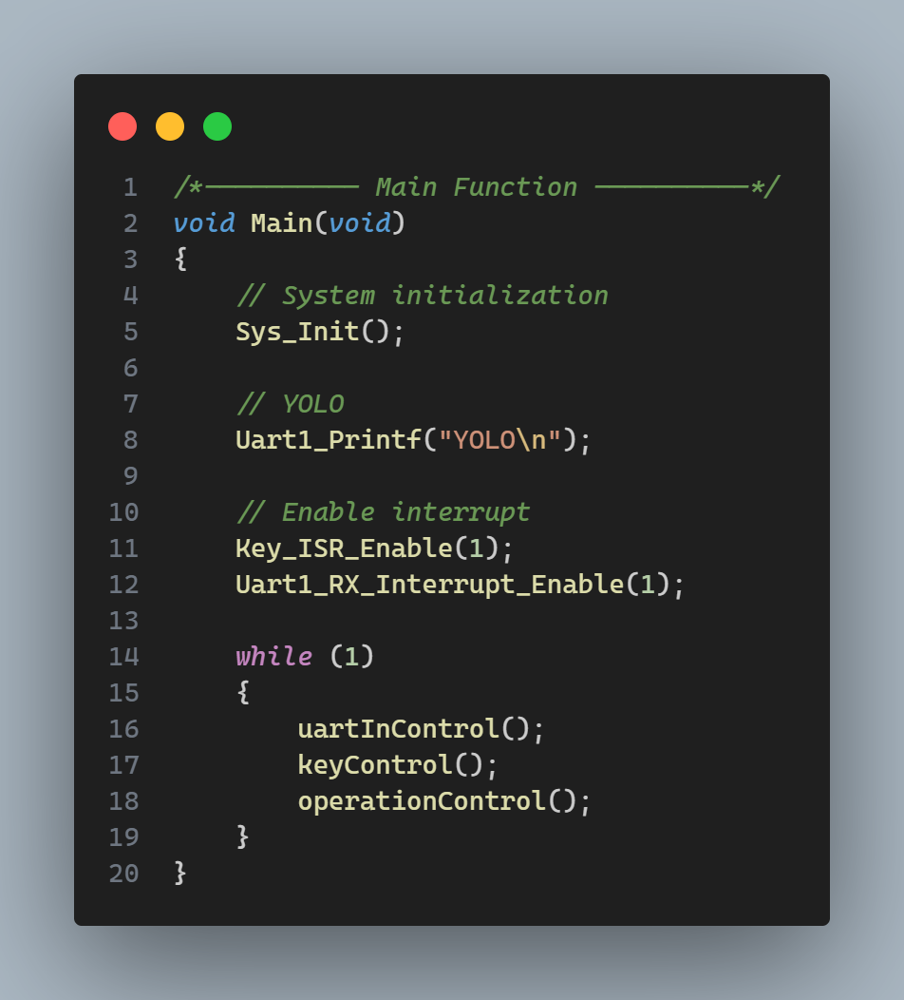 1 /*---------- Main Function ----------*/
2 void Main(void)
3 {
4     // System initialization
5     Sys_Init();
6
7     // YOLO
8     Uart1_Printf("YOLO\n");
9
10     // Enable interrupt
11     Key_ISR_Enable(1);
12     Uart1_RX_Interrupt_Enable(1);
13
14     while (1)
15     {
16         uartInControl();
17         keyControl();
18         operationControl();
19     }
20 }